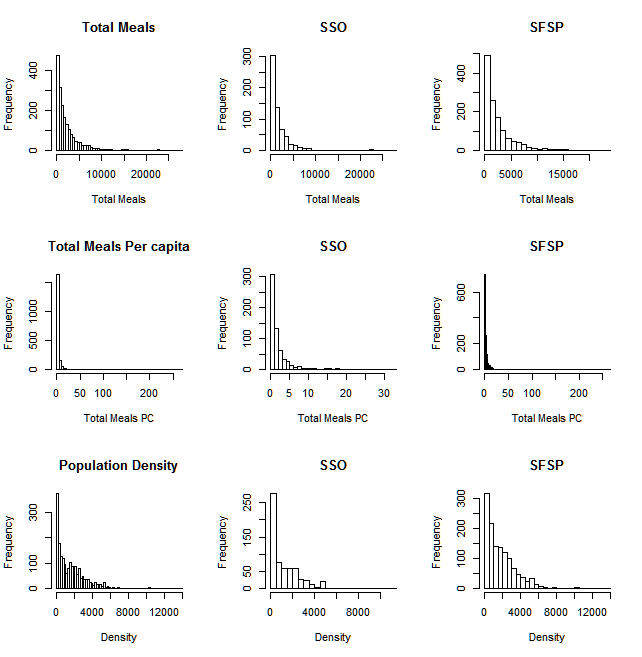 Total Meals SSO SFSP
Frequency 0 200 400
Frequency 0 100 200 300
Frequency 0 200 400
0 10000 20000
0 10000 20000
0 5000 15000
Total Meals Total Meals Total Meals
Total Meals Per capita SSO SFSP
Frequency 0 500 1000
Frequency 0 100 200 300
Frequency 0 200 600
0 50 100 200
0 5 10 20 30
0 50 100 200
Total Meals PC Total Meals PC Total Meals PC
Population Density SSO SFSP
Frequency 0 100 300
Frequency 0 50 150 250
Frequency 0 100 200 300
0 4000 8000 12000
0 4000 8000
0 4000 8000 12000
Density Density Density